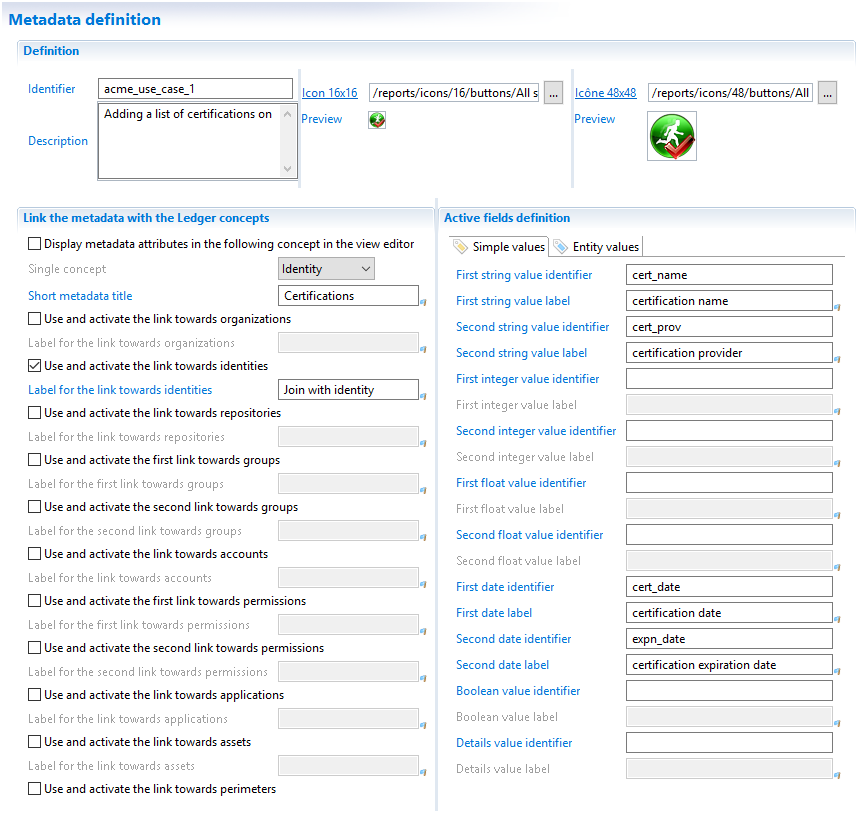 Metadata definition
Definition
Identifier acme_use_case_1
Description Adding a list of certifications on
Icon 16x16 /reports/icons/16/buttons/All s ...
Preview
Icône 48x48 /reports/icons/48/buttons/All ...
Preview
Link the metadata with the Ledger concepts
Display metadata attributes in the following concept in the view editor
Single concept Identity
Short metadata title Certifications
Use and activate the link towards organizations
Label for the link towards organizations
Use and activate the link towards identities
Label for the link towards identities Join with identity
Use and activate the link towards repositories
Label for the link towards repositories
Use and activate the first link towards groups
Label for the first link towards groups
Use and activate the second link towards groups
Label for the second link towards groups
Use and activate the link towards accounts
Label for the link towards accounts
Use and activate the first link towards permissions
Label for the first link towards permissions
Use and activate the second link towards permissions
Label for the second link towards permissions
Use and activate the link towards applications
Label for the link towards applications
Use and activate the link towards assets
Label for the link towards assets
Use and activate the link towards perimeters
Active fields definition
Simple values Entity values
First string value identifier cert_name
First string value label certification name
Second string value identifier cert_prov
Second string value label certification provider
First integer value identifier
First integer value label
Second integer value identifier
Second integer value label
First float value identifier
First float value label
Second float value identifier
Second float value label
First date identifier cert_date
First date label certification date
Second date identifier expn_date
Second date label certification expiration date
Boolean value identifier
Boolean value label
Details value identifier
Details value label